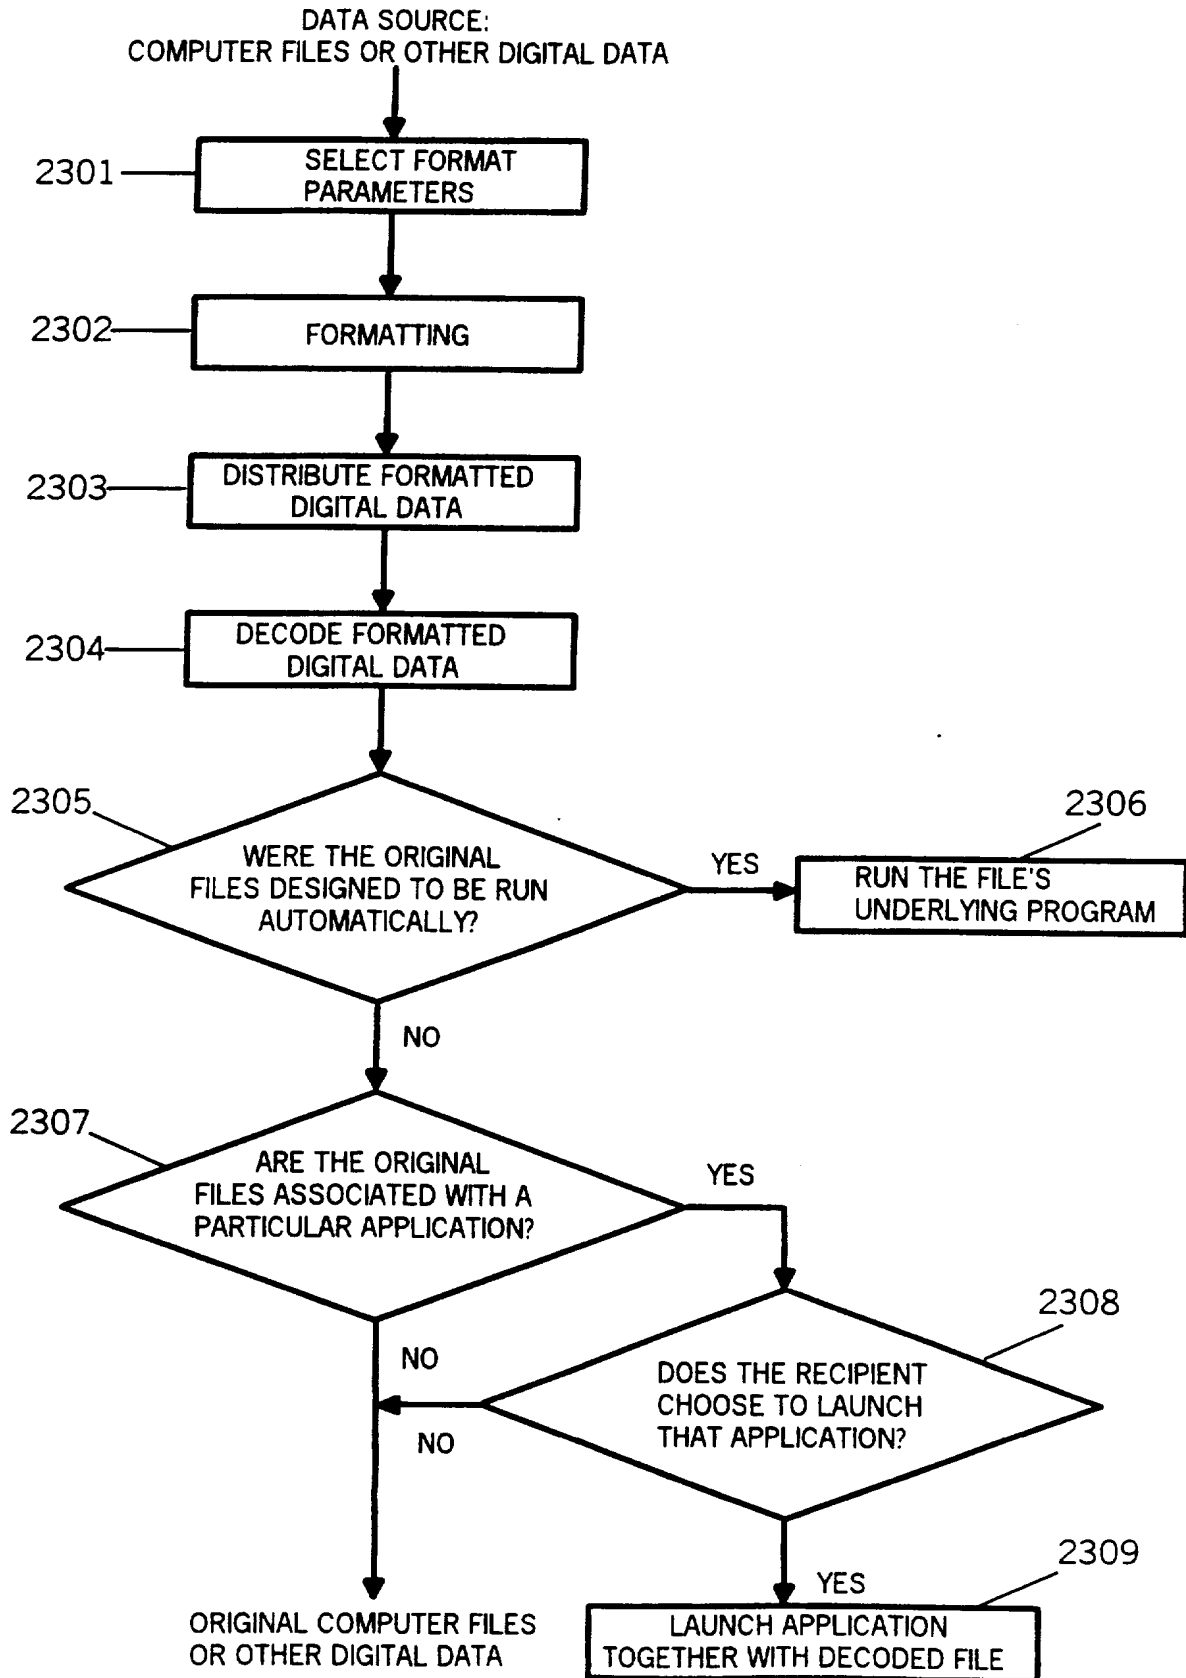 DATA SOURCE:
COMPUTER FILES OR OTHER DIGITAL DATA
2301
SELECT FORMAT
PARAMETERS
2302
FORMATTING
2303
DISTRIBUTE FORMATTED
DIGITAL DATA
2304
DECODE FORMATTED
DIGITAL DATA
2305
WERE THE ORIGINAL
FILES DESIGNED TO BE RUN
AUTOMATICALLY?
YES
2306
RUN THE FILE'S
UNDERLYING PROGRAM
NO
2307
ARE THE ORIGINAL
FILES ASSOCIATED WITH A
PARTICULAR APPLICATION?
YES
2308
NO
DOES THE RECIPIENT
CHOOSE TO LAUNCH
THAT APPLICATION?
NO
2309
YES
ORIGINAL COMPUTER FILES
OR OTHER DIGITAL DATA
LAUNCH APPLICATION
TOGETHER WITH DECODED FILE